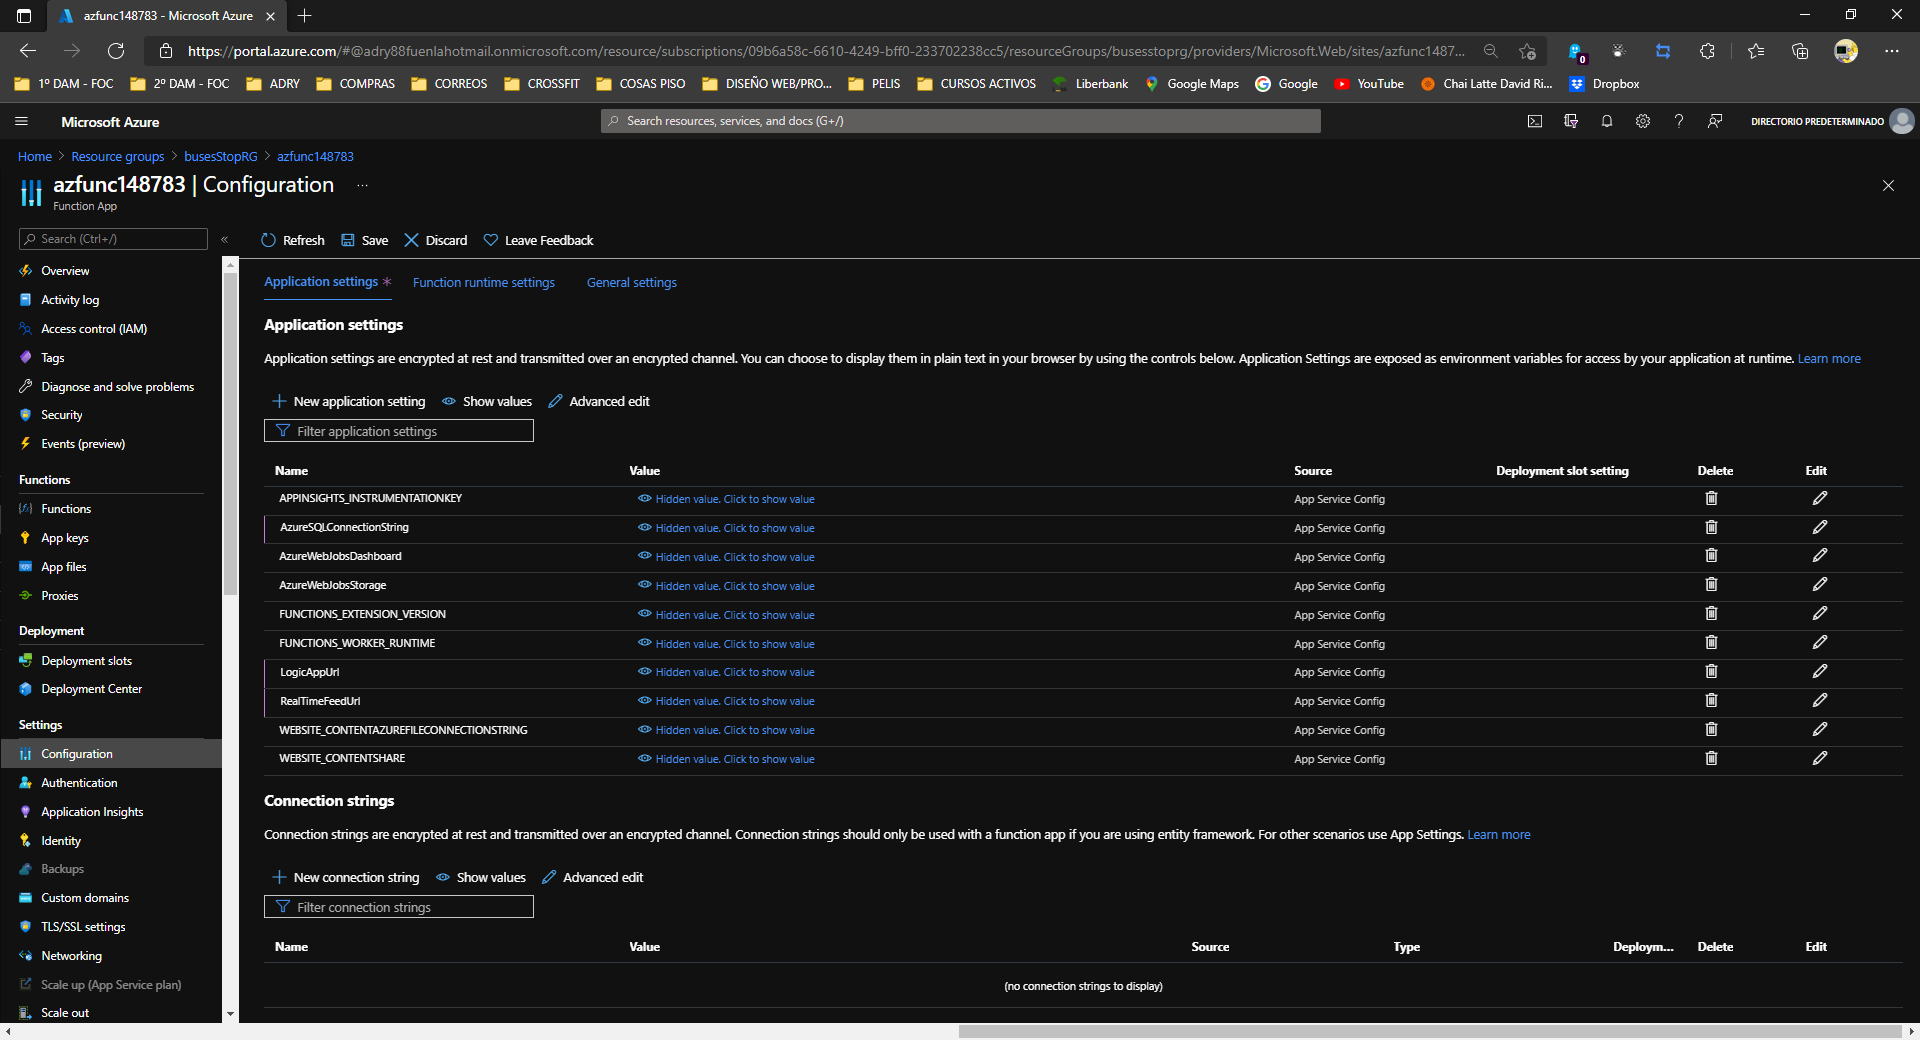 azfunc148783 - Microsoft Azure
https://portal.azure.com/#@adry88fuenlahotmail.onmicrosoft.com/resource/subscriptions/09b6a58c-6610-4249-bff0-233702238cc5/resourceGroups/busesstoprg/providers/Microsoft.Web/sites/azfunc1487...
0
1º DAM - FOC
2º DAM - FOC
ADRY
COMPRAS
CORREOS
CROSSFIT
COSAS PISO
DISEÑO WEB/PRO...
PELIS
CURSOS ACTIVOS
Liberbank
Google Maps
Google
YouTube
Chai Latte David Ri...
Dropbox
Microsoft Azure
Search resources, services, and docs (G+/)
DIRECTORIO PREDETERMINADO
Home > Resource groups > busesStopRG > azfunc148783
azfunc148783 | Configuration ...
Function App
Search (Ctrl+/)
«
Overview
Activity log
Access control (IAM)
Tags
Diagnose and solve problems
Security
Events (preview)
Functions
Functions
App keys
App files
Proxies
Deployment
Deployment slots
Deployment Center
Settings
Configuration
Authentication
Application Insights
Identity
Backups
Custom domains
TLS/SSL settings
Networking
Scale up (App Service plan)
Scale out
Refresh Save Discard Leave Feedback
Application settings * Function runtime settings General settings
Application settings
Application settings are encrypted at rest and transmitted over an encrypted channel. You can choose to display them in plain text in your browser by using the controls below. Application Settings are exposed as environment variables for access by your application at runtime. Learn more
New application setting Show values Advanced edit
Filter application settings
Name Value Source Deployment slot setting Delete Edit
APPINSIGHTS_INSTRUMENTATIONKEY Hidden value. Click to show value App Service Config
AzureSQLConnectionString Hidden value. Click to show value App Service Config
AzureWebJobsDashboard Hidden value. Click to show value App Service Config
AzureWebJobsStorage Hidden value. Click to show value App Service Config
FUNCTIONS_EXTENSION_VERSION Hidden value. Click to show value App Service Config
FUNCTIONS_WORKER_RUNTIME Hidden value. Click to show value App Service Config
LogicAppUrl Hidden value. Click to show value App Service Config
RealTimeFeedUrl Hidden value. Click to show value App Service Config
WEBSITE_CONTENTAZUREFILECONNECTIONSTRING Hidden value. Click to show value App Service Config
WEBSITE_CONTENTSHARE Hidden value. Click to show value App Service Config
Connection strings
Connection strings are encrypted at rest and transmitted over an encrypted channel. Connection strings should only be used with a function app if you are using entity framework. For other scenarios use App Settings. Learn more
New connection string Show values Advanced edit
Filter connection strings
Name Value Source Type Deploym... Delete Edit
(no connection strings to display)